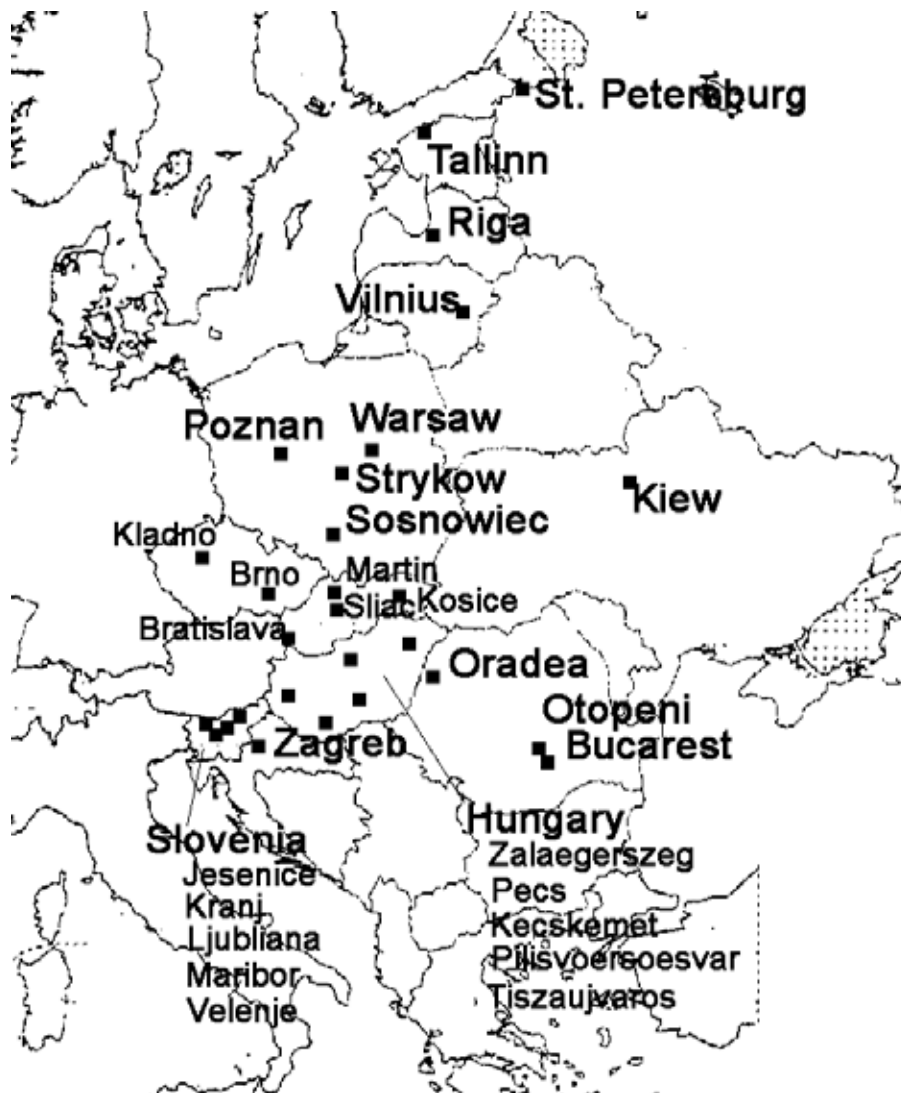 St. Petersburg
Tallinn
Riga
Vilnius
Warsaw
Poznan
Strykow
Kiew
Sosnowiec
Kladno
Martin
Brno
Sliac
Kosice
Bratislava
Oradea
Otopeni
Zagreb
Bucarest
Hungary
Zalaegerszeg
Pecs
Kecskemet
Pilisvoersoesvar
Tiszaujvaros
Slovenia
Jesenice
Kranj
Ljubliana
Maribor
Velenje